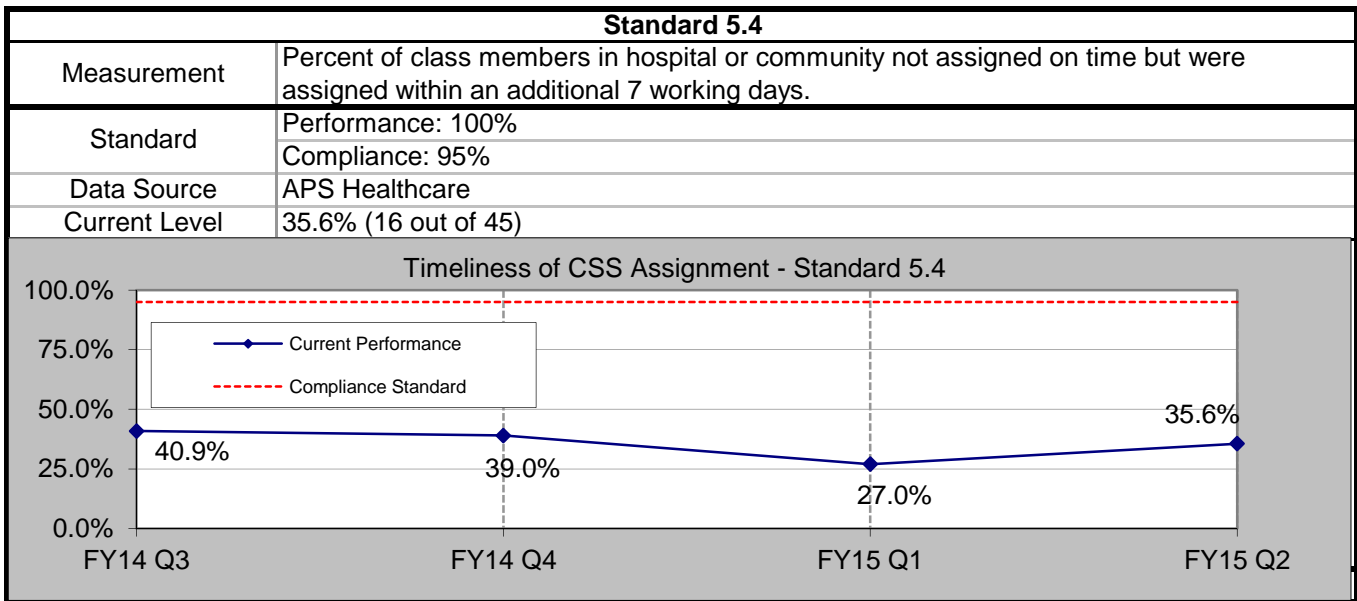 Standard 5.4
Measurement
Percent of class members in hospital or community not assigned on time but were
assigned within an additional 7 working days.
Standard
Performance: 100%
Compliance: 95%
Data Source
APS Healthcare
Current Level
35.6% (16 out of 45)
Timeliness of CSS Assignment - Standard 5.4
100.0%
75.0%
50.0%
25.0%
0.0%
Current Performance
Compliance Standard
40.9%
39.0%
27.0%
35.6%
FY14 Q3
FY14 Q4
FY15 Q1
FY15 Q2